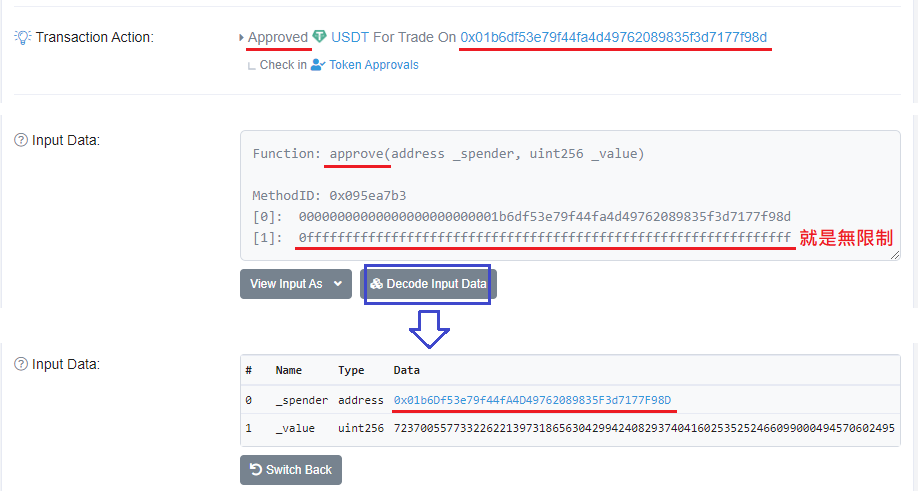 Transaction Action:
Approved USDT For Trade On 0x01b6df53e79f44fa4d49762089835f3d7177f98d
Check in Token Approvals
Input Data:
Function: approve(address _spender, uint256 _value)
MethodID: 0x095ea7b3
[0]: 00000000000000000000000001b6df53e79f44fa4d49762089835f3d7177f98d
[1]: 0fffffffffffffffffffffffffffffffffffffffffffffffffffffffffffffff 就是無限制
View Input As Decode Input Data
Input Data:
# Name Type Data
0 _spender address 0x01b6Df53e79f44fA4D49762089835F3d7177F98D
1 _value uint256 7237005577332262213973186563042994240829374041602535252466099000494570602495
Switch Back